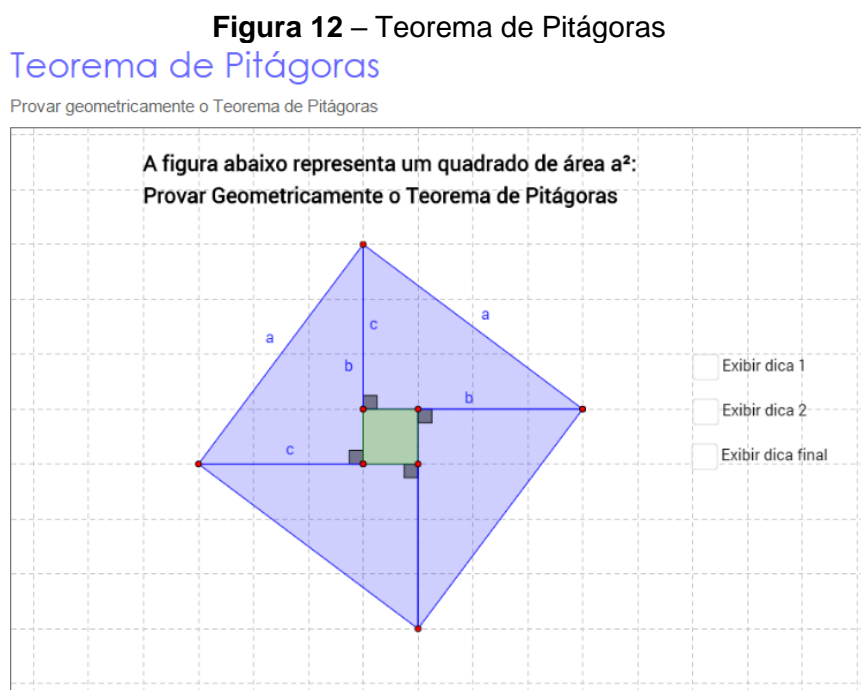 Figura 12 – Teorema de Pitágoras
Teorema de Pitágoras
Provar geometricamente o Teorema de Pitágoras
A figura abaixo representa um quadrado de área a²:
Provar Geometricamente o Teorema de Pitágoras
a
c
a
b
b
c
Exibir dica 1
Exibir dica 2
Exibir dica final